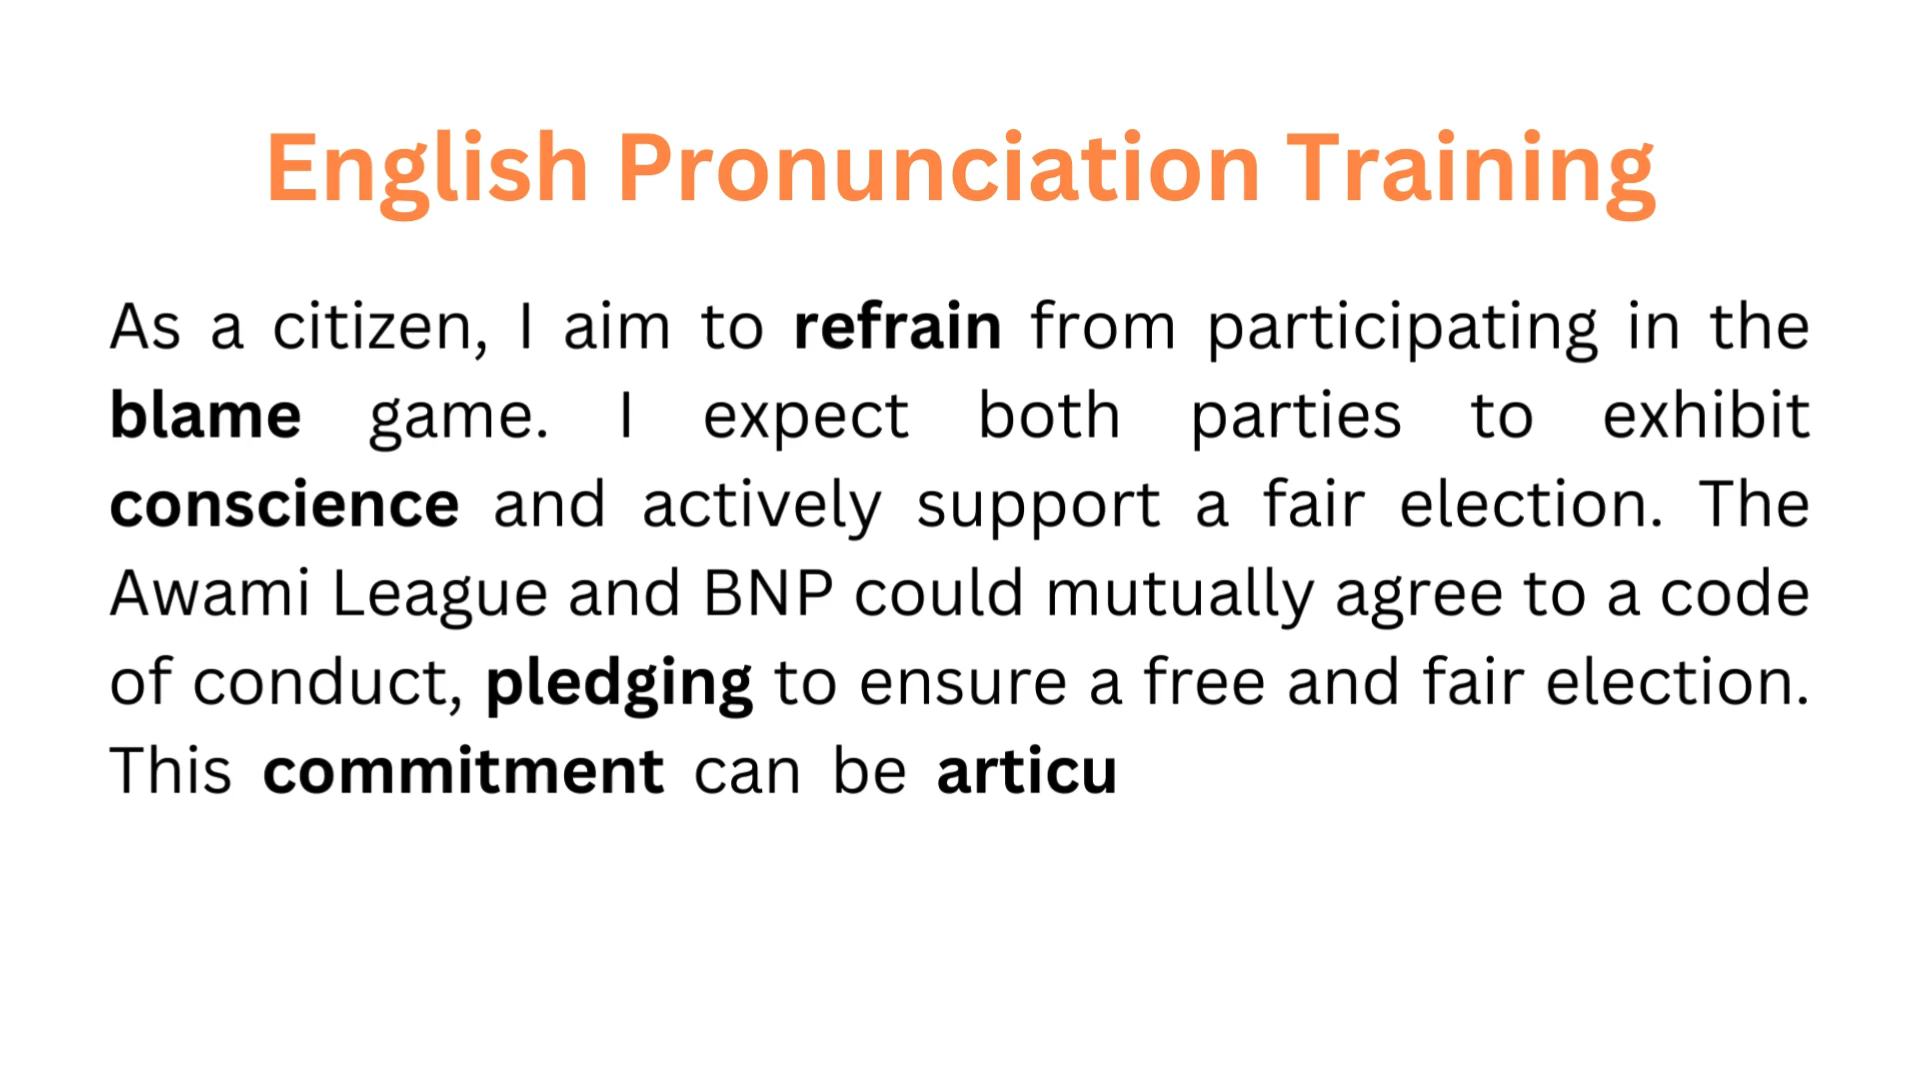 English Pronunciation Training
As a citizen, I aim to refrain from participating in the
blame game. I expect both parties to exhibit
conscience and actively support a fair election. The
Awami League and BNP could mutually agree to a code
of conduct, pledging to ensure a free and fair election.
This commitment can be articu